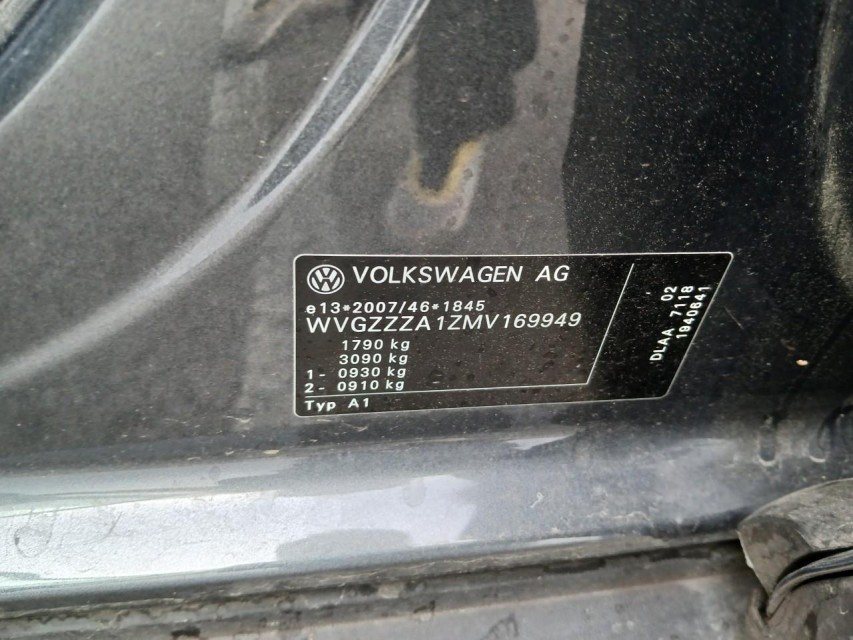 VOLKSWAGEN AG
e13*2007/46*1845
WVGZZZA1ZMV169949
1790 kg
3090 kg
1- 0930 kg
2- 0910 kg
Typ A1
02
DLAA 7118
1940841